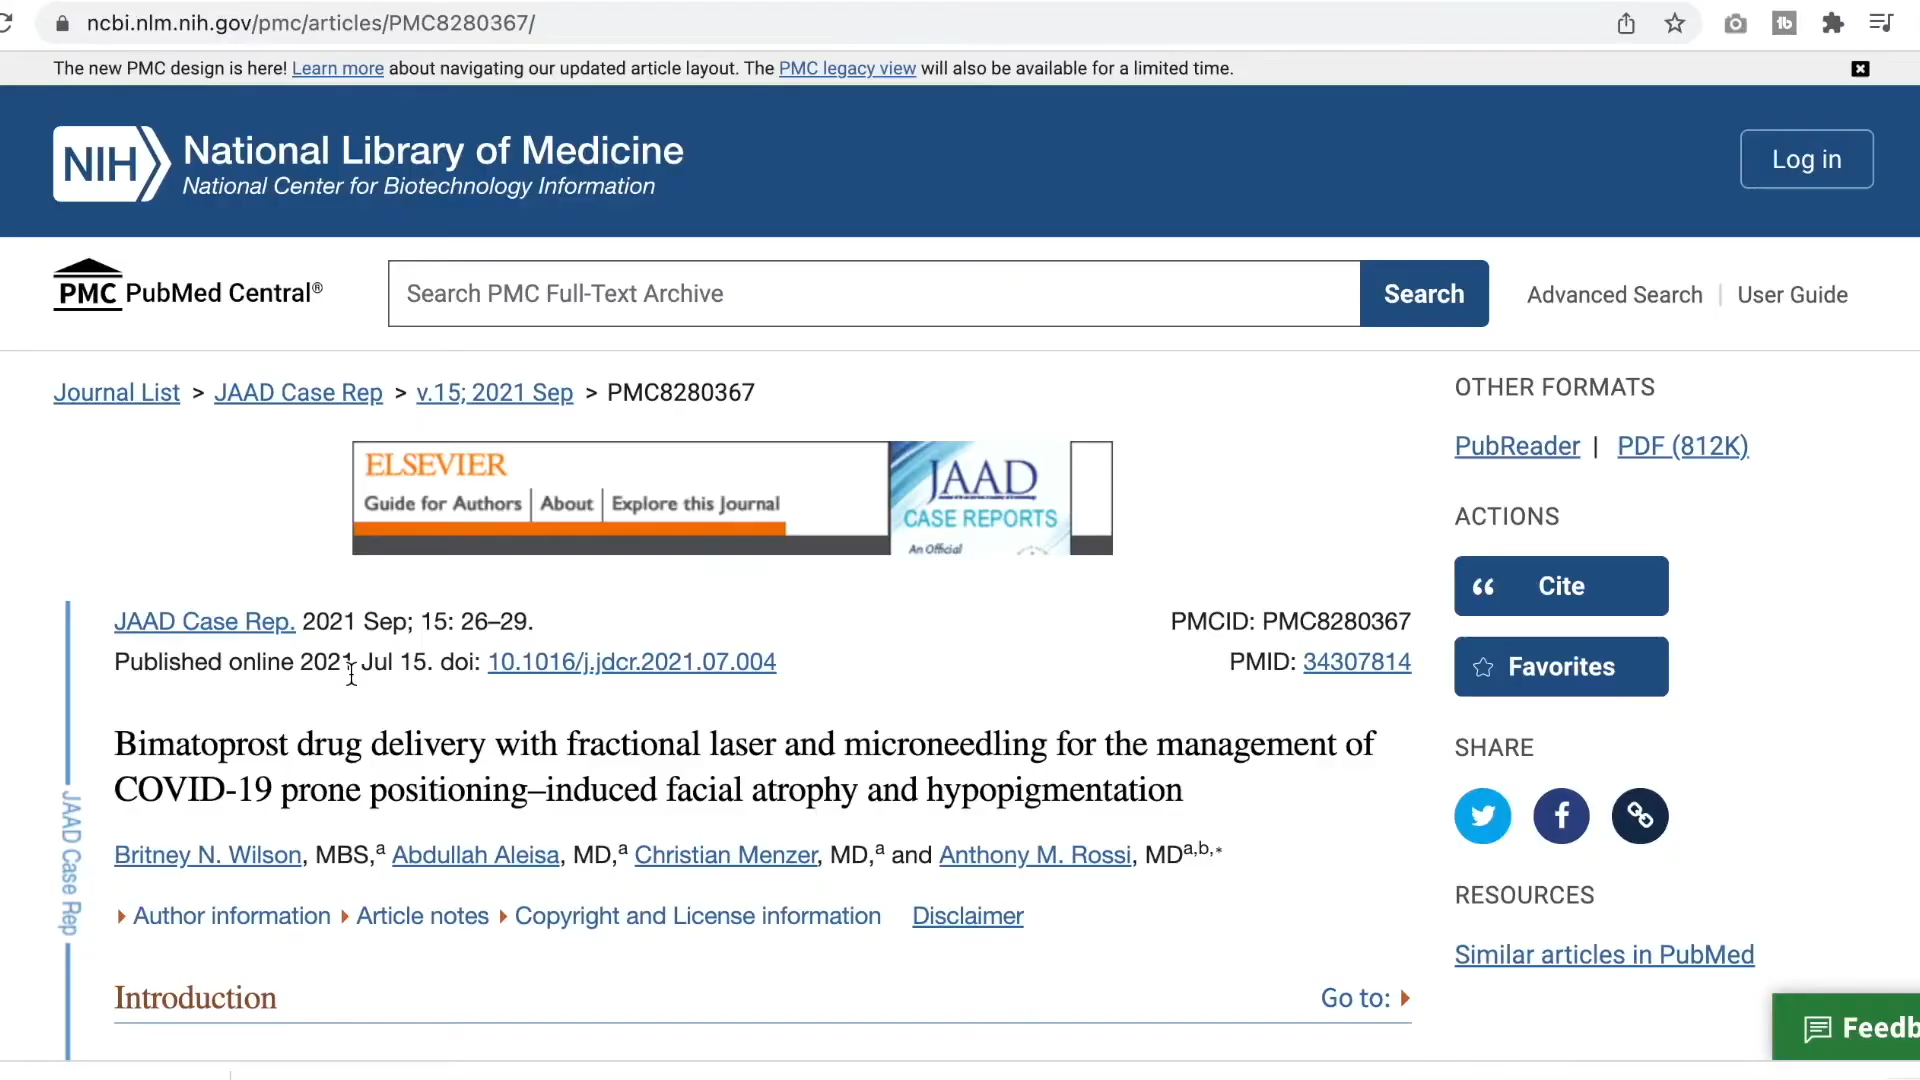 ncbi.nlm.nih.gov/pmc/articles/PMC8280367/
The new PMC design is here! Learn more about navigating our updated article layout. The PMC legacy view will also be available for a limited time.
NIH National Library of Medicine
National Center for Biotechnology Information
Log in
PMC PubMed Central®
Search PMC Full-Text Archive
Search
Advanced Search | User Guide
Journal List > JAAD Case Rep > v.15; 2021 Sep > PMC8280367
ELSEVIER
Guide for Authors | About | Explore this Journal
JAAD
CASE REPORTS
An Official
JAAD Case Rep. 2021 Sep; 15: 26–29.
PMCID: PMC8280367
Published online 2021 Jul 15. doi: 10.1016/j.jdcr.2021.07.004
PMID: 34307814
Bimatoprost drug delivery with fractional laser and microneedling for the management of
COVID-19 prone positioning–induced facial atrophy and hypopigmentation
Britney N. Wilson, MBS,a Abdullah Aleisa, MD,a Christian Menzer, MD,a and Anthony M. Rossi, MDa,b,∗
Author information Article notes Copyright and License information Disclaimer
Introduction
Go to:
JAAD Case Rep
OTHER FORMATS
PubReader | PDF (812K)
ACTIONS
Cite
Favorites
SHARE
RESOURCES
Similar articles in PubMed
Feedb